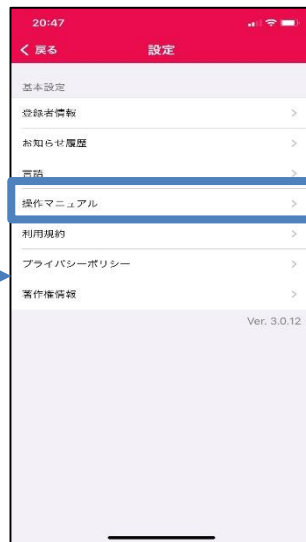 20:47
戻る 設定
基本設定
登録者情報
お知らせ履歴
言語
操作マニュアル
利用規約
プライバシーポリシー
著作権情報
Ver. 3.0.12